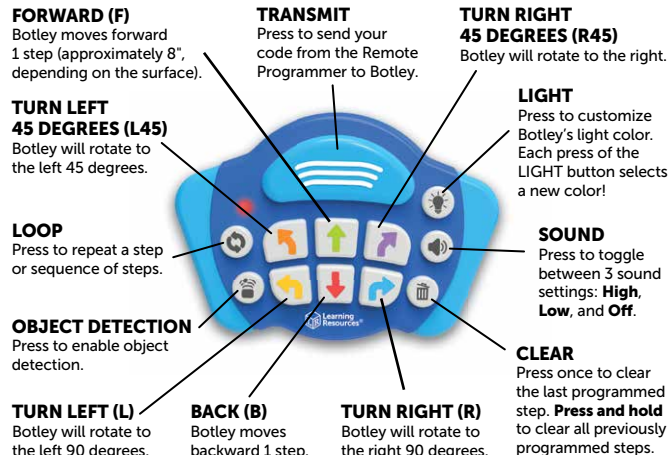 FORWARD (F)
Botley moves forward
1 step (approximately 8",
depending on the surface).
TRANSMIT
Press to send your
code from the Remote
Programmer to Botley.
TURN RIGHT
45 DEGREES (R45)
Botley will rotate to the right.
TURN LEFT
45 DEGREES (L45)
Botley will rotate to
the left 45 degrees.
LIGHT
Press to customize
Botley's light color.
Each press of the
LIGHT button selects
a new color!
LOOP
Press to repeat a step
or sequence of steps.
SOUND
Press to toggle
between 3 sound
settings: High,
Low, and Off.
OBJECT DETECTION
Press to enable object
detection.
Learning
Resources®
CLEAR
Press once to clear
the last programmed
step. Press and hold
to clear all previously
programmed steps.
TURN LEFT (L)
Botley will rotate to
the left 90 degrees.
BACK (B)
Botley moves
backward 1 step.
TURN RIGHT (R)
Botley will rotate to
the right 90 degrees.